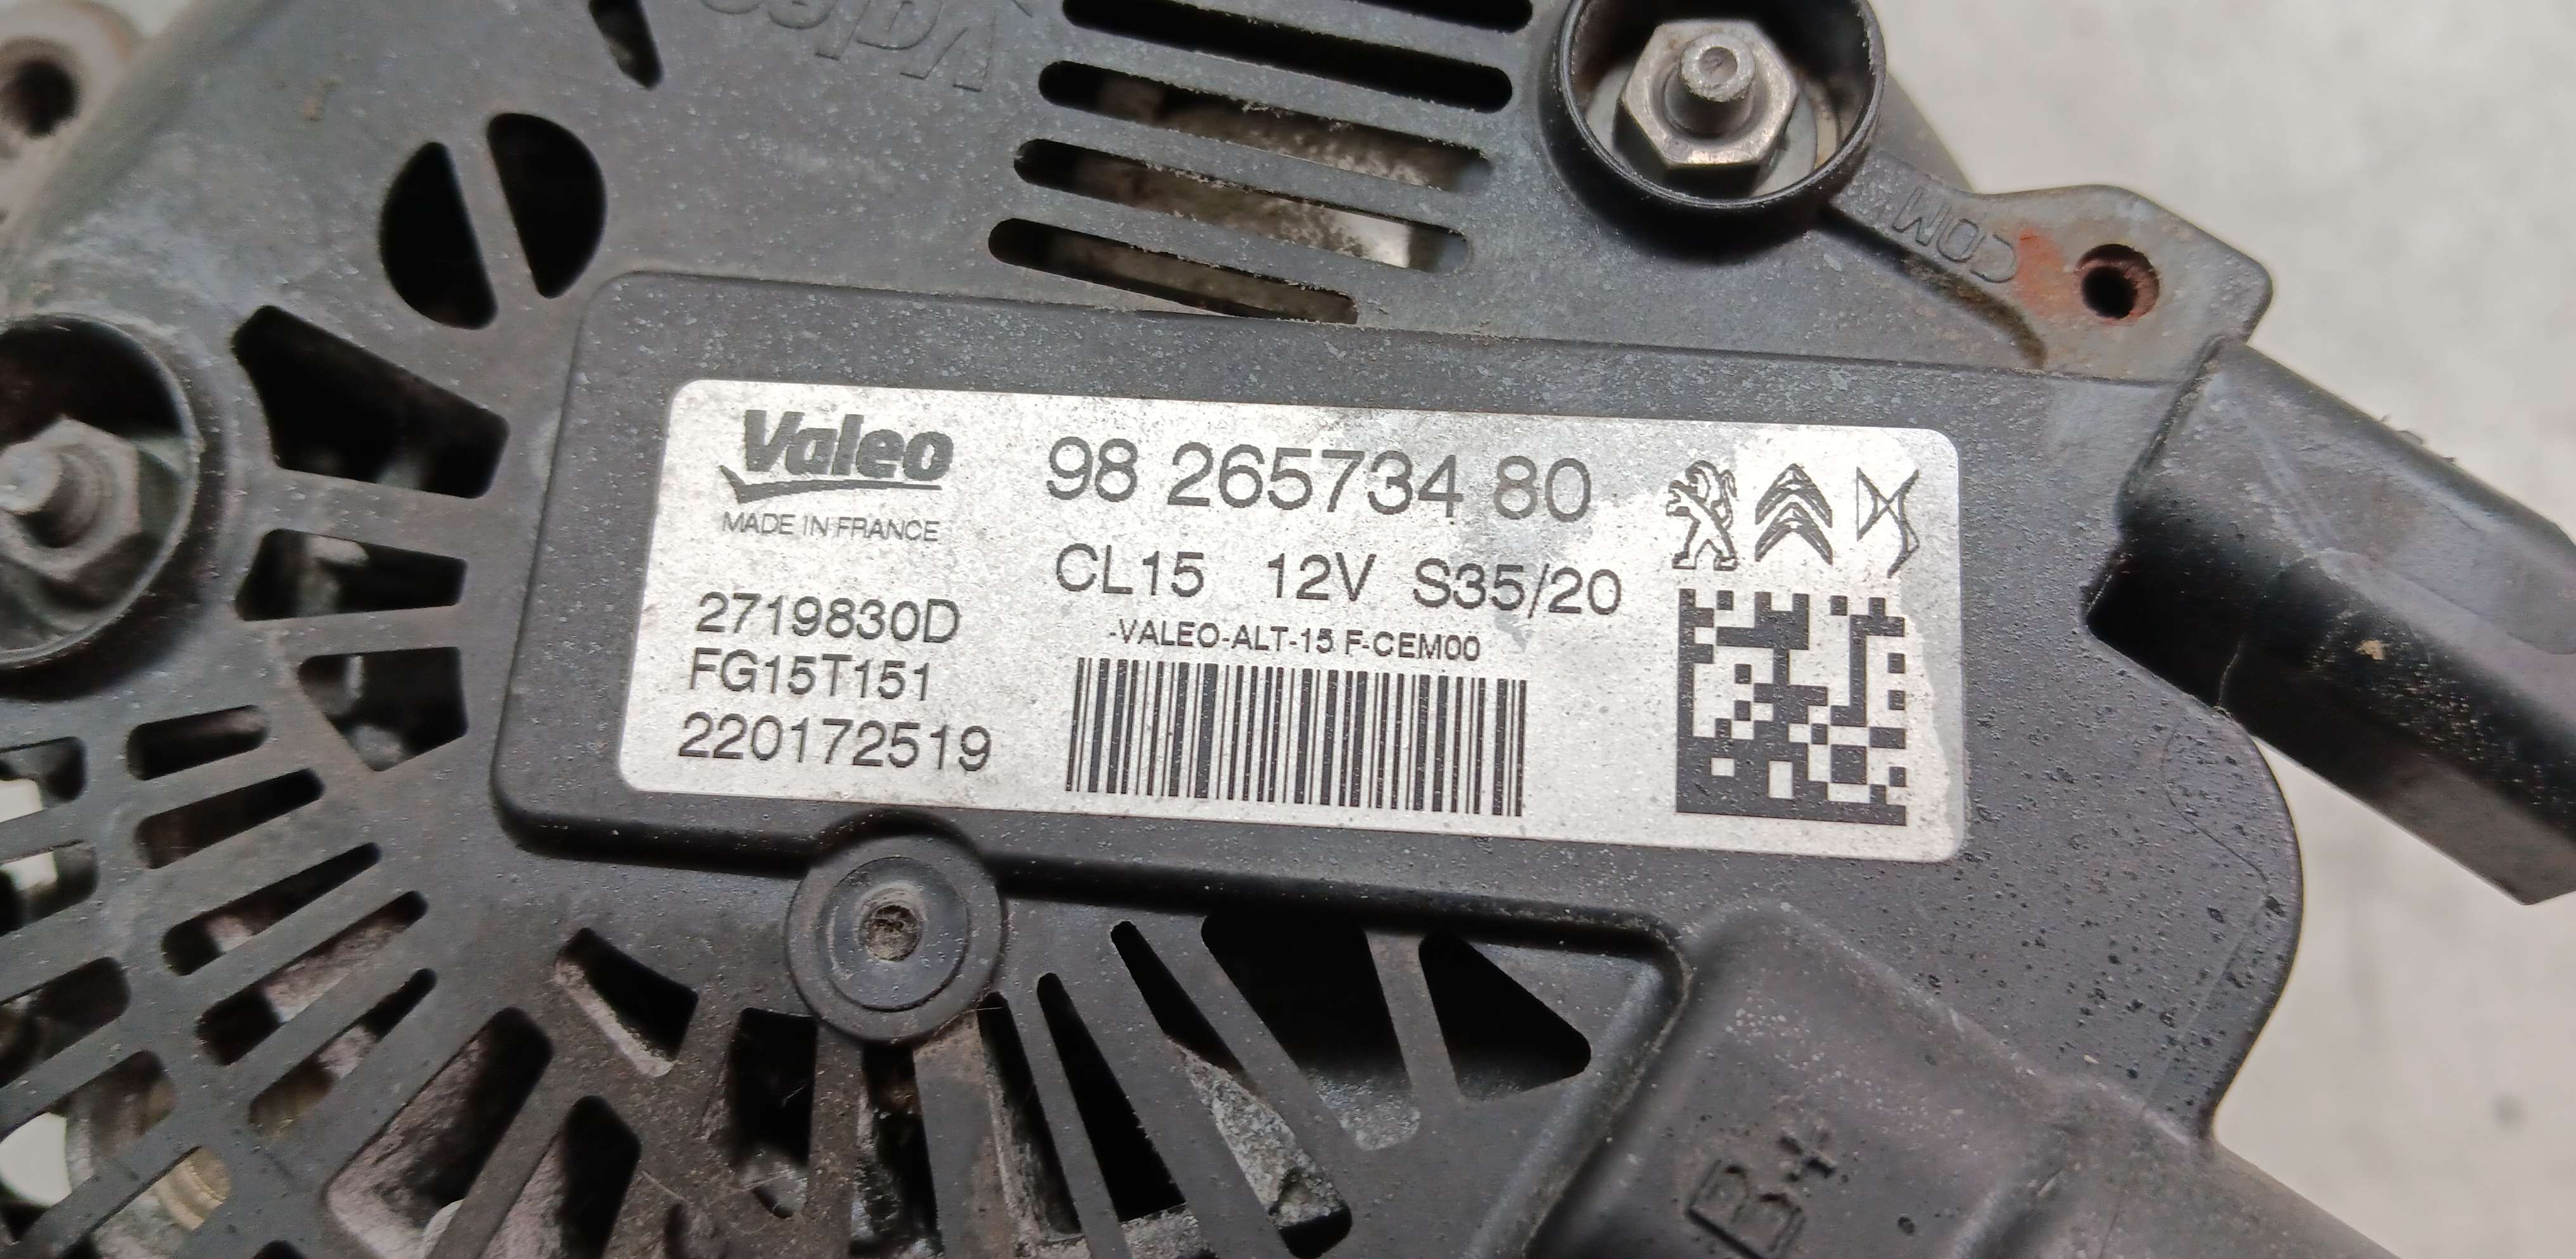 Valeo
COM
Valeo
MADE IN FRANCE
98 265734 80
CL15 12V S35/20
2719830D
FG15T151
220172519
-VALEO-ALT-15 F-CEM00
B+